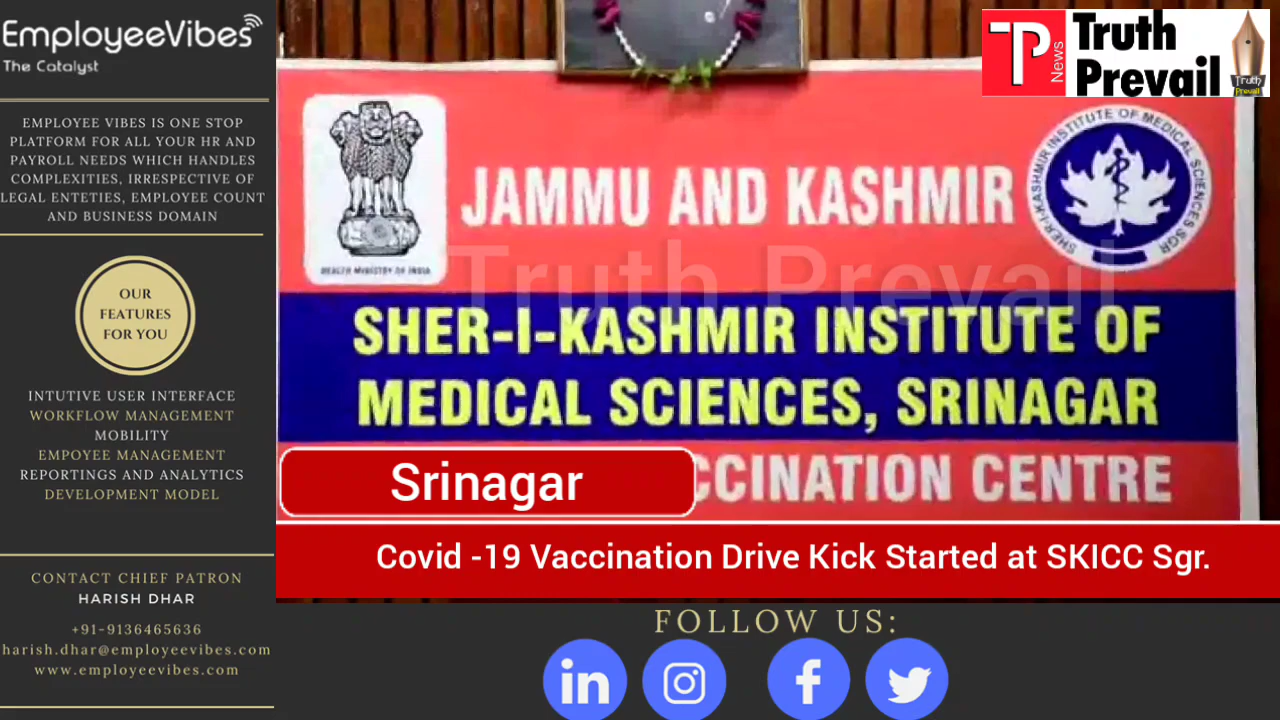 EmployeeVibes
The Catalyst
EMPLOYEE VIBES IS ONE STOP
PLATFORM FOR ALL YOUR HR AND
PAYROLL NEEDS WHICH HANDLES
COMPLEXITIES, IRRESPECTIVE OF
LEGAL ENTETIES, EMPLOYEE COUNT
AND BUSINESS DOMAIN
OUR
FEATURES
FOR YOU
INTUTIVE USER INTERFACE
WORKFLOW MANAGEMENT
MOBILITY
EMPOYEE MANAGEMENT
REPORTINGS AND ANALYTICS
DEVELOPMENT MODEL
CONTACT CHIEF PATRON
HARISH DHAR
+91-9136465636
harish.dhar@employeevibes.com
www.employeevibes.com
TP News
Truth
Prevail
Truth
Prevail
HEALTH MINISTRY OF INDIA
JAMMU AND KASHMIR
SHER-I-KASHMIR INSTITUTE OF MEDICAL SCIENCES SGR
Truth Prevail
SHER-I-KASHMIR INSTITUTE OF
MEDICAL SCIENCES, SRINAGAR
CCINATION CENTRE
Srinagar
Covid -19 Vaccination Drive Kick Started at SKICC Sgr.
FOLLOW US:
in
f